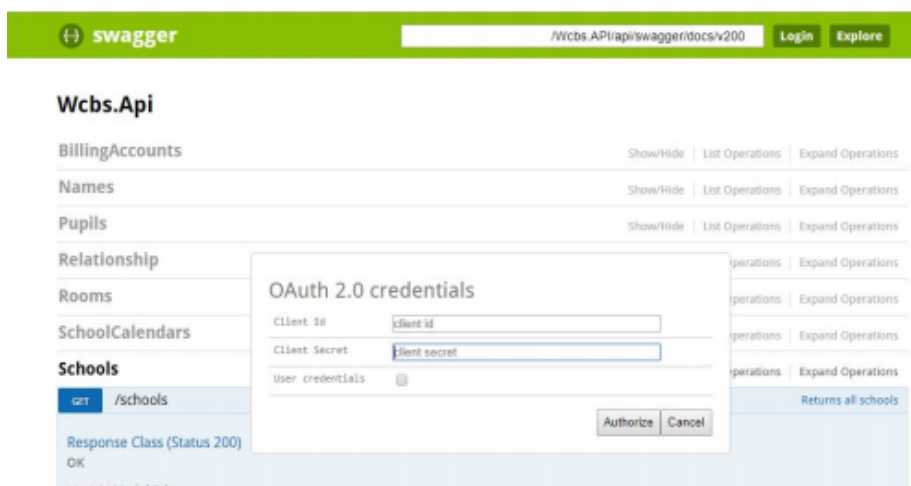 {··} swagger /Wcbs.API/api/swagger/docs/v200 Login Explore
Wcbs.Api
BillingAccounts Show/Hide List Operations Expand Operations
Names Show/Hide List Operations Expand Operations
Pupils Show/Hide List Operations Expand Operations
Relationship perations Expand Operations
OAuth 2.0 credentials
Rooms perations Expand Operations
Client Id client id
SchoolCalendars perations Expand Operations
Client Secret client secret
Schools perations Expand Operations
User credentials
GET /schools Returns all schools
Authorize Cancel
Response Class (Status 200)
OK